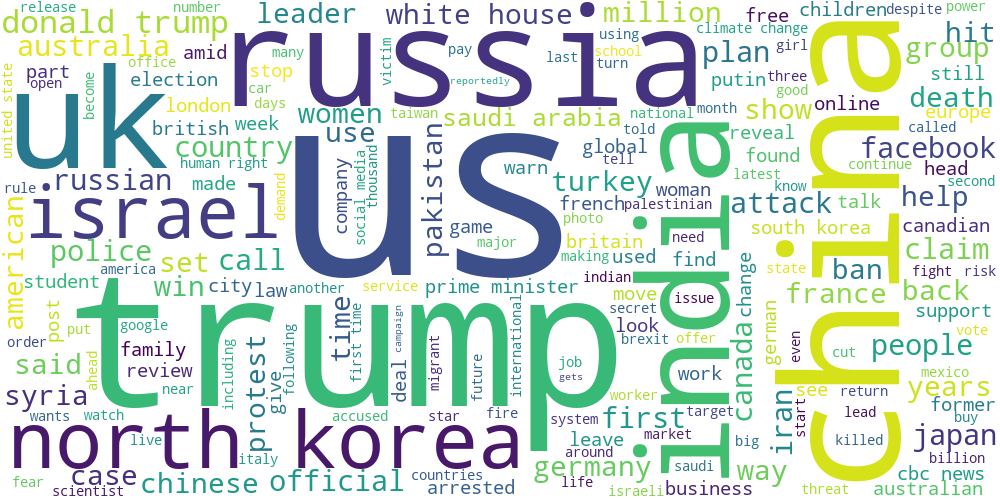 release
number
donald trump
leader
white house
million
free
children
despite
power
australia
amid
russia
many
using
pay
victim
last
school
turn
climate change
girl
plan
hit
group
part
open
office
election
stop
car
days
reportedly
putin
three
good
still
death
united state
uk
become
london
british
week
women
use
taiwan
saudi arabia
national
month
show
online
europe
country
human right
us
told
tell
global
warn
reveal
found
called
facebook
latest
continue
rule
russian
made
israel
demand
company
social media
thousand
pakistan
game
major
turkey
french
woman
palestinian
india
china
know
second
head
attack
talk
help
american
police
set
call
photo
making
britain
used
need
find
south korea
canadian
claim
student
america
win
city
law
another
service
prime minister
indian
move
secret
issue
change
state
ban
fight
risk
post
put
order
google
trump
time
first time
deal
campaign
migrant
future
international
look
brexit
offer
canada
german
even
france
back
support
said
ahead
family
review
near
including
protest
give
following
job
gets
work
cut
vote
people
mexico
syria
wants
watch
accused
star
fire
system
worker
first
target
iran
start
see
return
years
former
buy
north korea
live
italy
leave
market
big
lead
killed
japan
billion
fear
case
scientist
chinese
official
countries
arrested
germany
around
life
israeli
saudi
business
way
threat
cbc news
australian